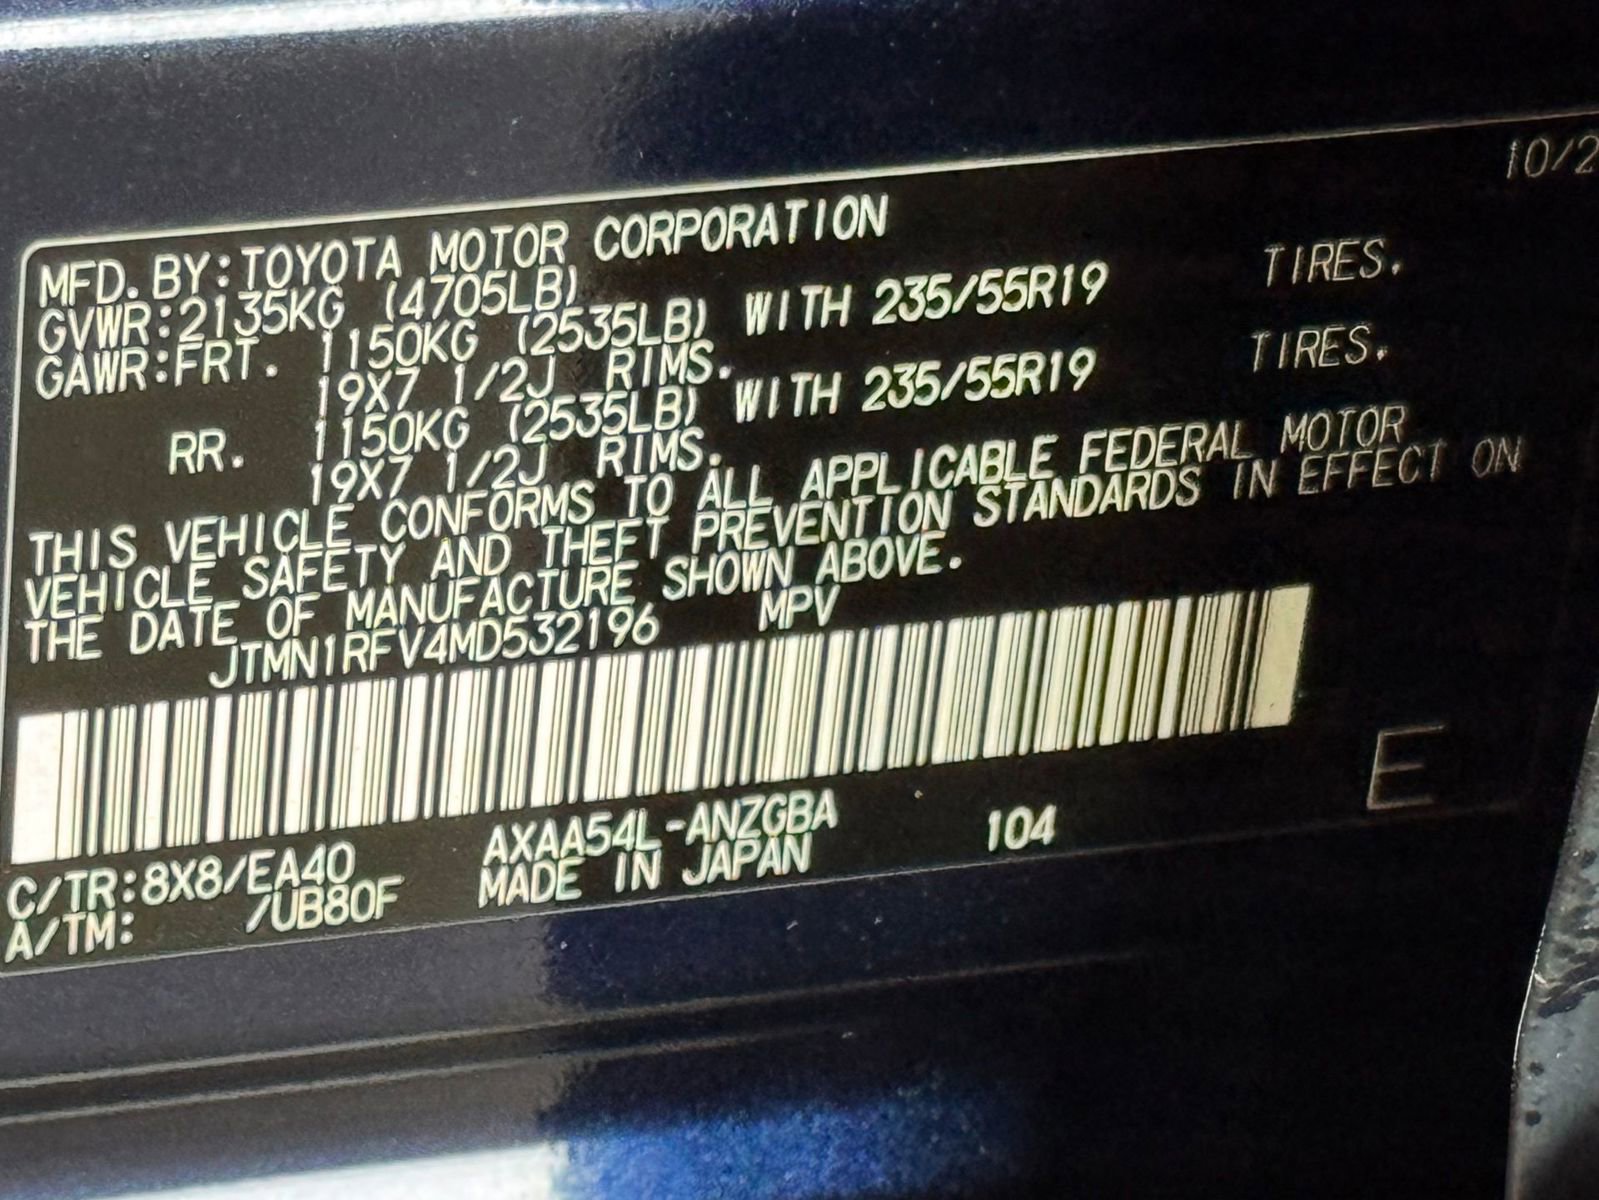 10/2
MFD. BY:TOYOTA MOTOR CORPORATION
GVWR:2135KG (4705LB)
GAWR:FRT. 1150KG (2535LB) WITH 235/55R19 TIRES.
19X7 1/2J RIMS.
RR. 1150KG (2535LB) WITH 235/55R19 TIRES.
19X7 1/2J RIMS.
THIS VEHICLE CONFORMS TO ALL APPLICABLE FEDERAL MOTOR
VEHICLE SAFETY AND THEFT PREVENTION STANDARDS IN EFFECT ON
THE DATE OF MANUFACTURE SHOWN ABOVE.
JTMN1RFV4MD532196 MPV
E
C/TR:8X8/EA40 AXAA54L-ANZGBA 104
A/TM: /UB80F MADE IN JAPAN